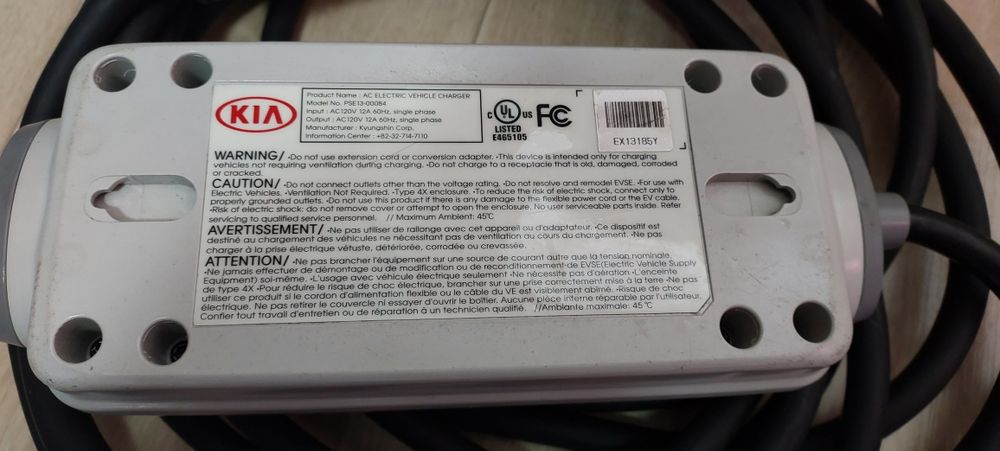 KIA
Product Name : AC ELECTRIC VEHICLE CHARGER
Model No. PSE13-00084
Input : AC120V 12A 60Hz, single phase
Output : AC120V 12A 60Hz, single phase
Manufacturer : Kyungshin Corp.
Information Center : +82-32-714-7110
c UL US
LISTED
E465105
FC
EX13185Y
WARNING/ •Do not use extension cord or conversion adapter. •This device is intended only for charging
vehicles not requiring ventilation during charging. •Do not charge to a receptacle that is old, damaged, corroded
or cracked.
CAUTION/ •Do not connect outlets other than the voltage rating. •Do not resolve and remodel EVSE. •For use with
Electric Vehicles. •Ventilation Not Required. •Type 4X enclosure. •To reduce the risk of electric shock, connect only to
properly grounded outlets. •Do not use this product if there is any damage to the flexible power cord or the EV cable.
•Risk of electric shock: do not remove cover or attempt to open the enclosure. No user serviceable parts inside. Refer
servicing to qualified service personnel. // Maximum Ambient: 45℃
AVERTISSEMENT/ •Ne pas utiliser de rallonge avec cet appareil ou d'adaptateur. •Ce dispositif est
destiné au chargement des véhicules ne nécessitant pas de ventilation au cours du chargement. •Ne pas
charger à la prise électrique vétuste, détériorée, corrodée ou crevassée.
ATTENTION/ •Ne pas brancher l'équipement sur une source de courant autre que la tension nominale.
•Ne jamais effectuer de démontage ou de modification ou de reconditionnement de EVSE(Electric Vehicle Supply
Equipment) soi-même. •L'usage avec véhicule électrique seulement •Ne nécessite pas d'aération •L'enceinte
de type 4X •Pour réduire le risque de choc électrique, brancher sur une prise correctement mise à la terre •Ne pas
utiliser ce produit si le cordon d'alimentation flexible ou le câble du VE est visiblement abîmé. •Risque de choc
électrique. Ne pas retirer le couvercle ni essayer d'ouvrir le boîtier. Aucune pièce interne réparable par l'utilisateur.
Confier tout travail d'entretien ou de réparation à un technicien qualifié. //Ambiante maximale: 45℃